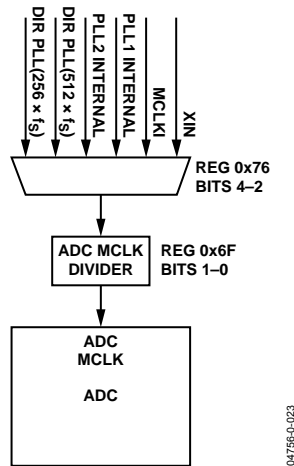 DIR PLL(256 × fS)
DIR PLL(512 × fS)
PLL2 INTERNAL
PLL1 INTERNAL
MCLKI
XIN
REG 0x76
BITS 4–2
ADC MCLK
DIVIDER
REG 0x6F
BITS 1–0
ADC
MCLK
ADC
04756-0-023